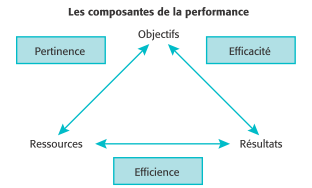 Les composantes de la performance
Objectifs
Pertinence
Efficacité
Ressources
Résultats
Efficience